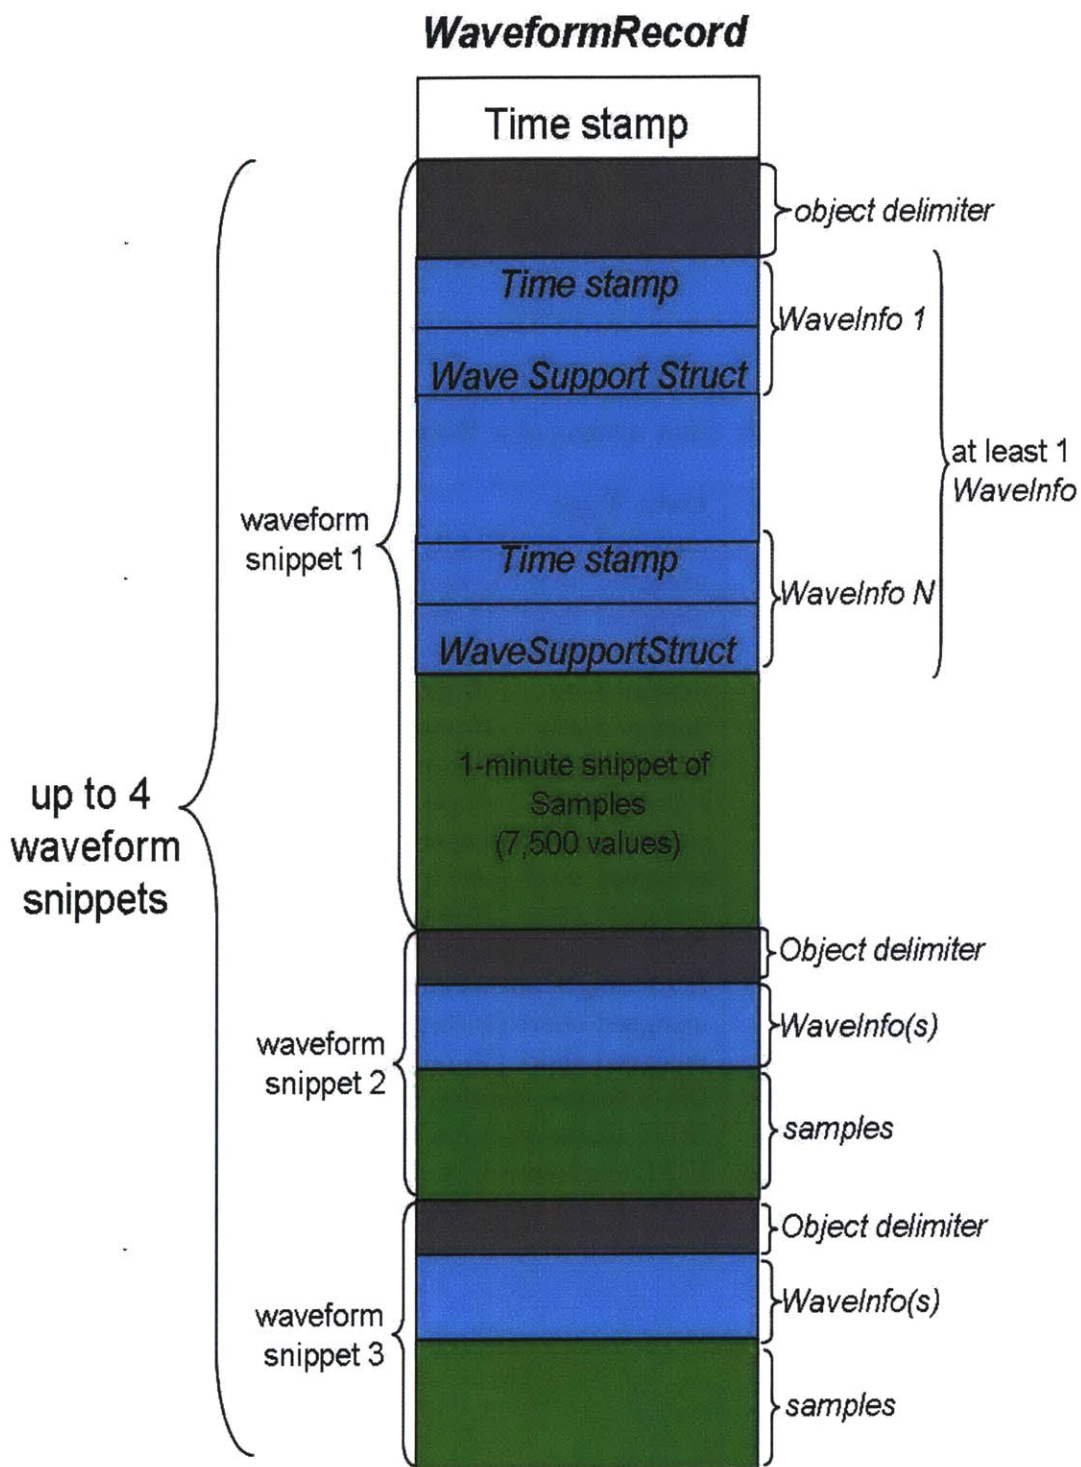 WaveformRecord
Time stamp
object delimiter
Time stamp
WaveInfo 1
Wave Support Struct
at least 1
WaveInfo
waveform
snippet 1
Time stamp
WaveInfo N
WaveSupportStruct
1-minute snippet of
Samples
(7,500 values)
up to 4
waveform
snippets
Object delimiter
WaveInfo(s)
waveform
snippet 2
samples
Object delimiter
WaveInfo(s)
waveform
snippet 3
samples